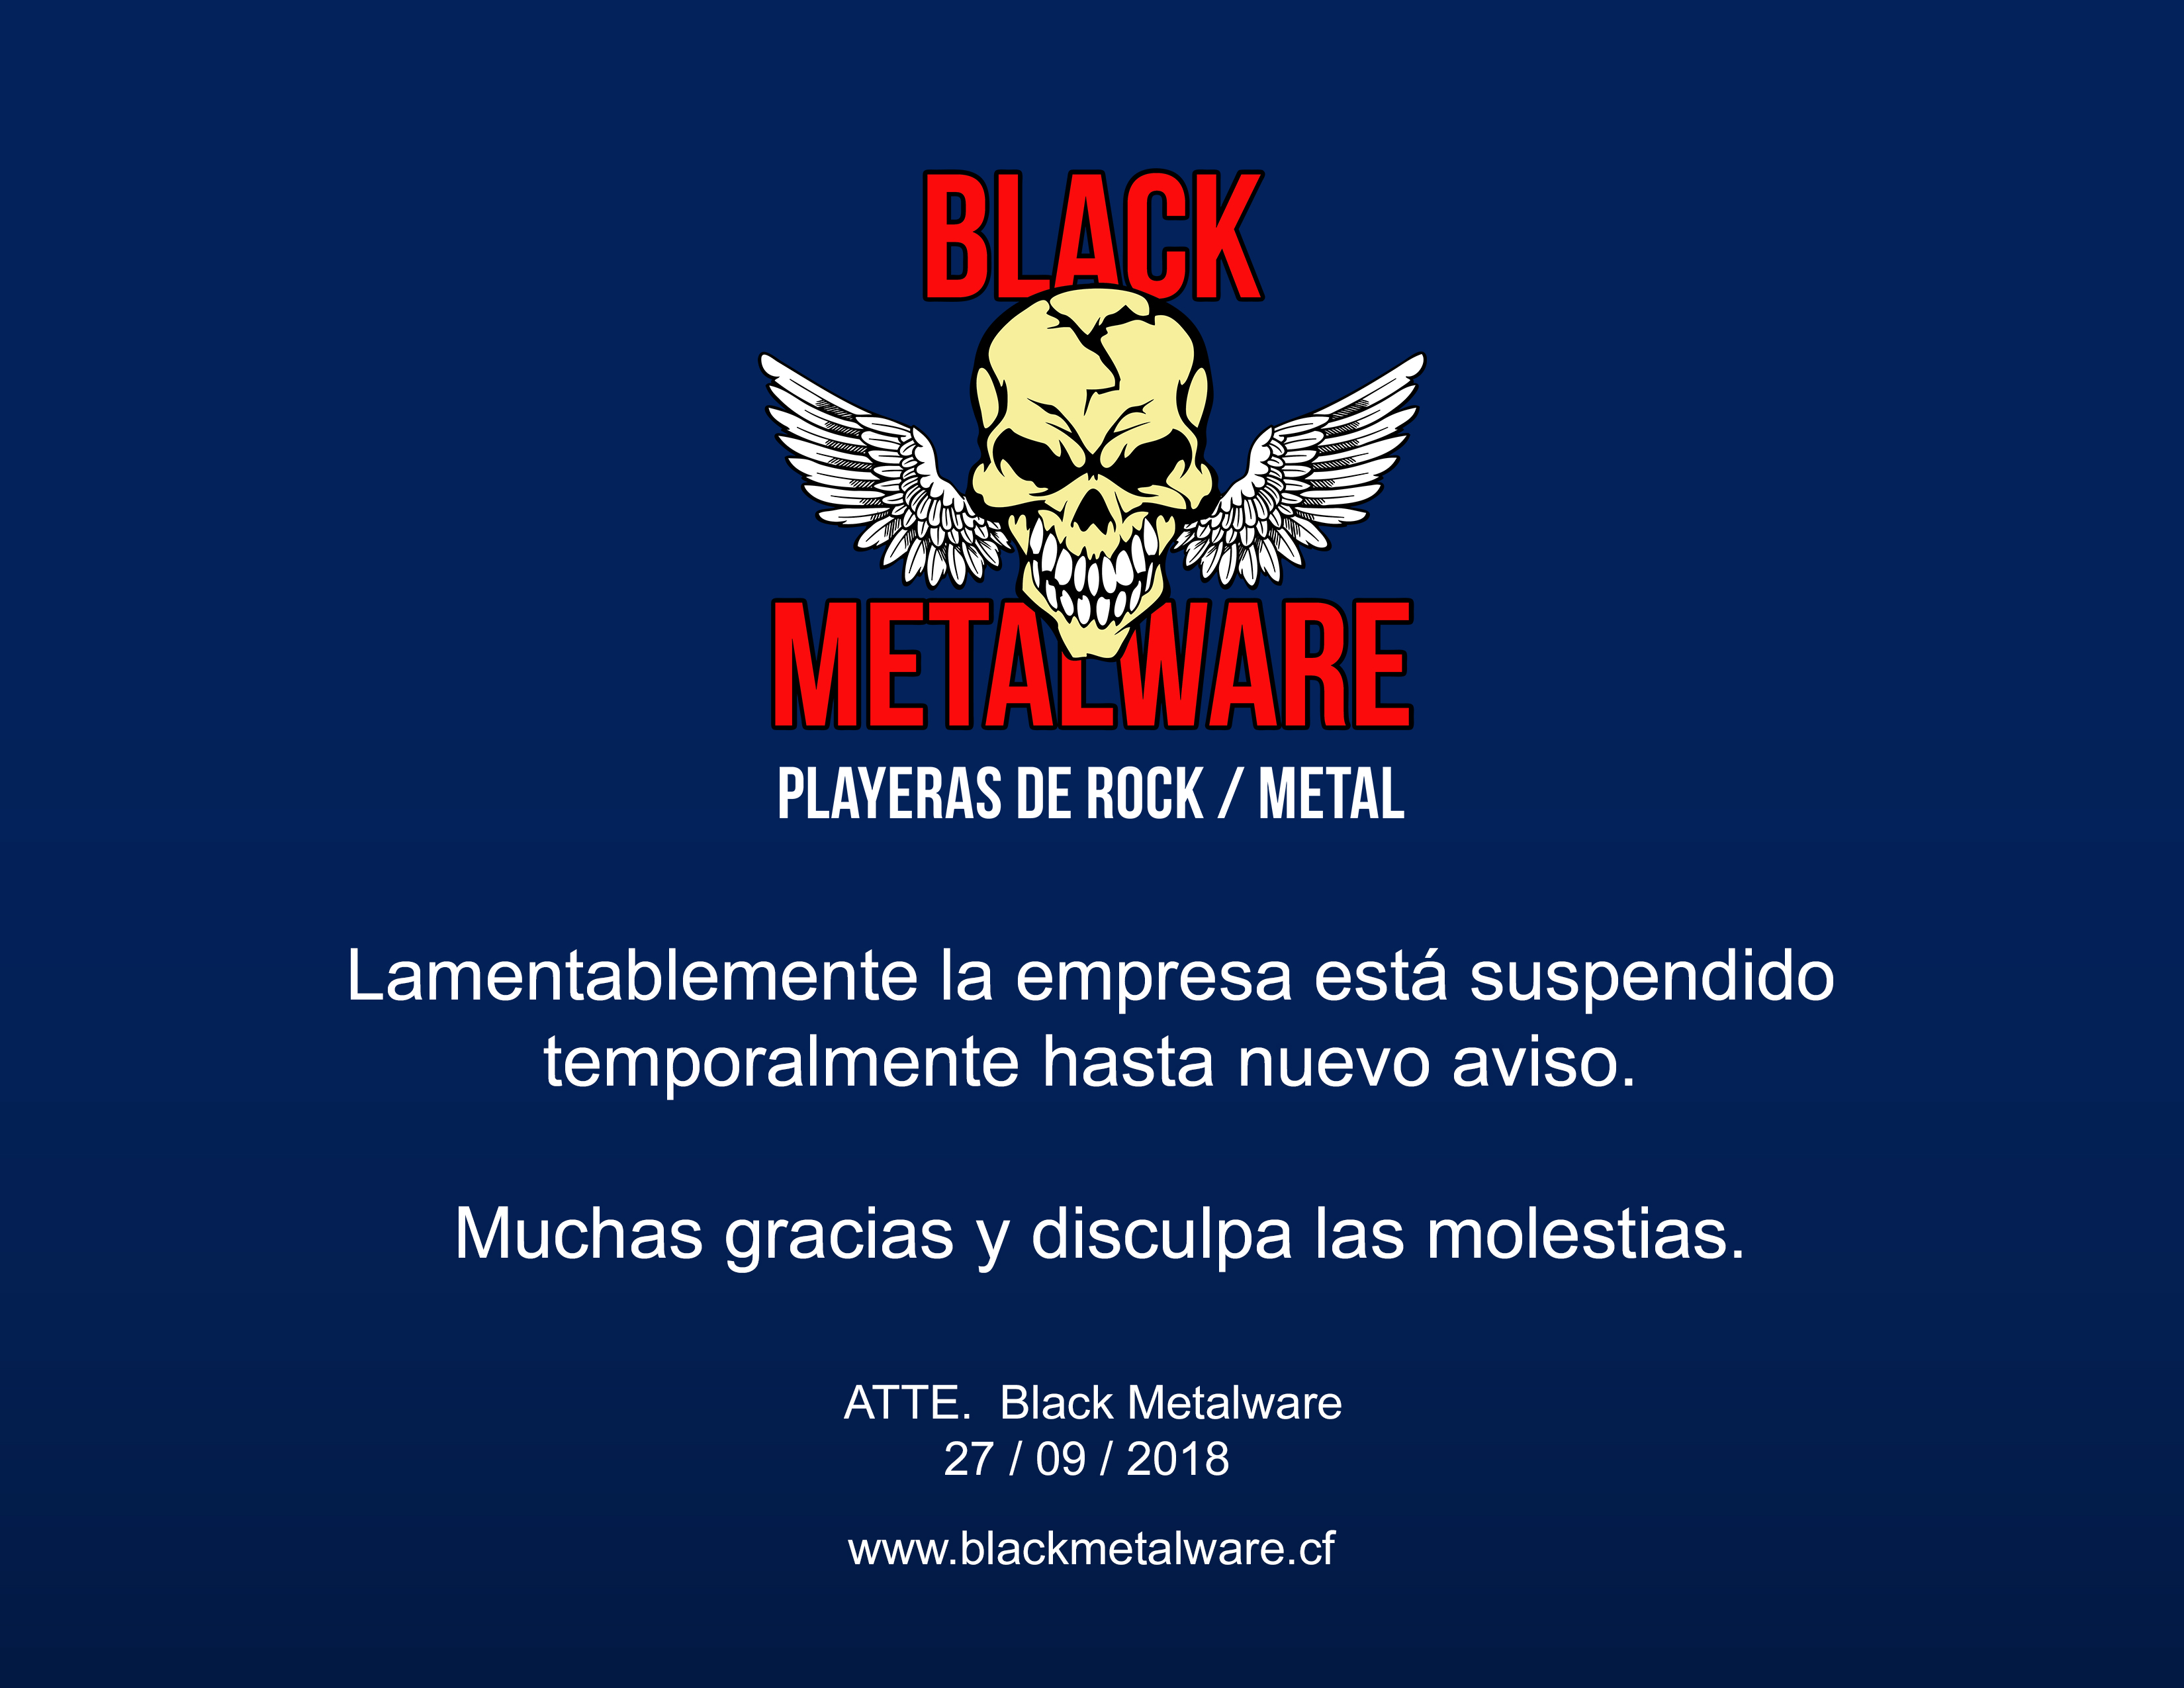 BLACK
METALWARE
PLAYERAS DE ROCK / METAL
Lamentablemente la empresa está suspendido
temporalmente hasta nuevo aviso.
Muchas gracias y disculpa las molestias.
ATTE.  Black Metalware
27 / 09 / 2018
www.blackmetalware.cf